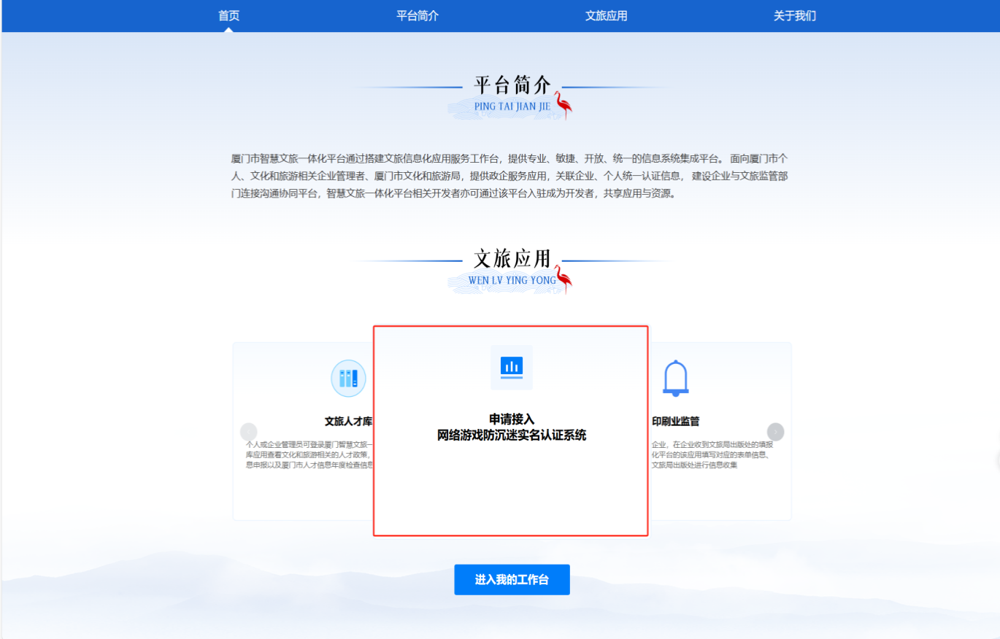 首页
平台简介
文旅应用
关于我们
平台简介
PING TAI JIAN JIE
厦门市智慧文旅一体化平台通过搭建文旅信息化应用服务工作台，提供专业、敏捷、开放、统一的信息系统集成平台。 面向厦门市个
人、文化和旅游相关企业管理者、厦门市文化和旅游局，提供政企服务应用，关联企业、个人统一认证信息， 建设企业与文旅监管部
门连接沟通协同平台，智慧文旅一体化平台相关开发者亦可通过该平台入驻成为开发者，共享应用与资源。
文旅应用
WEN LV YING YONG
文旅人才库
个人或企业管理员可登录厦门智慧文旅一
库应用查看文化和旅游相关的人才政策，
息申报以及厦门市人才信息年度检查信息
申请接入
网络游戏防沉迷实名认证系统
印刷业监管
企业，在企业收到文旅局出版处的填报
化平台的该应用填写对应的表单信息、
文旅局出版处进行信息收集
进入我的工作台